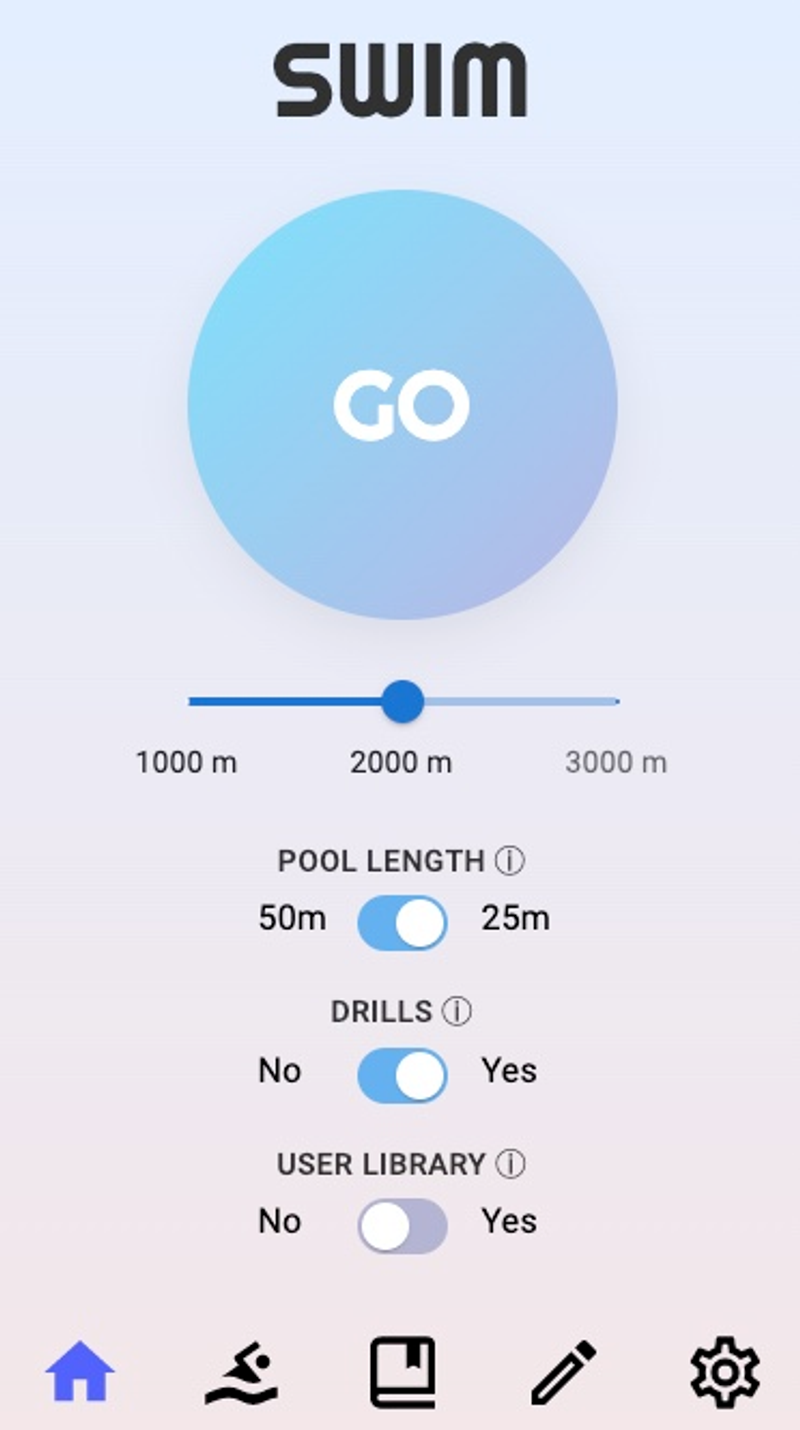 SWIM
GO
1000 m 2000 m 3000 m
POOL LENGTH ⓘ
50m 25m
DRILLS ⓘ
No Yes
USER LIBRARY ⓘ
No Yes